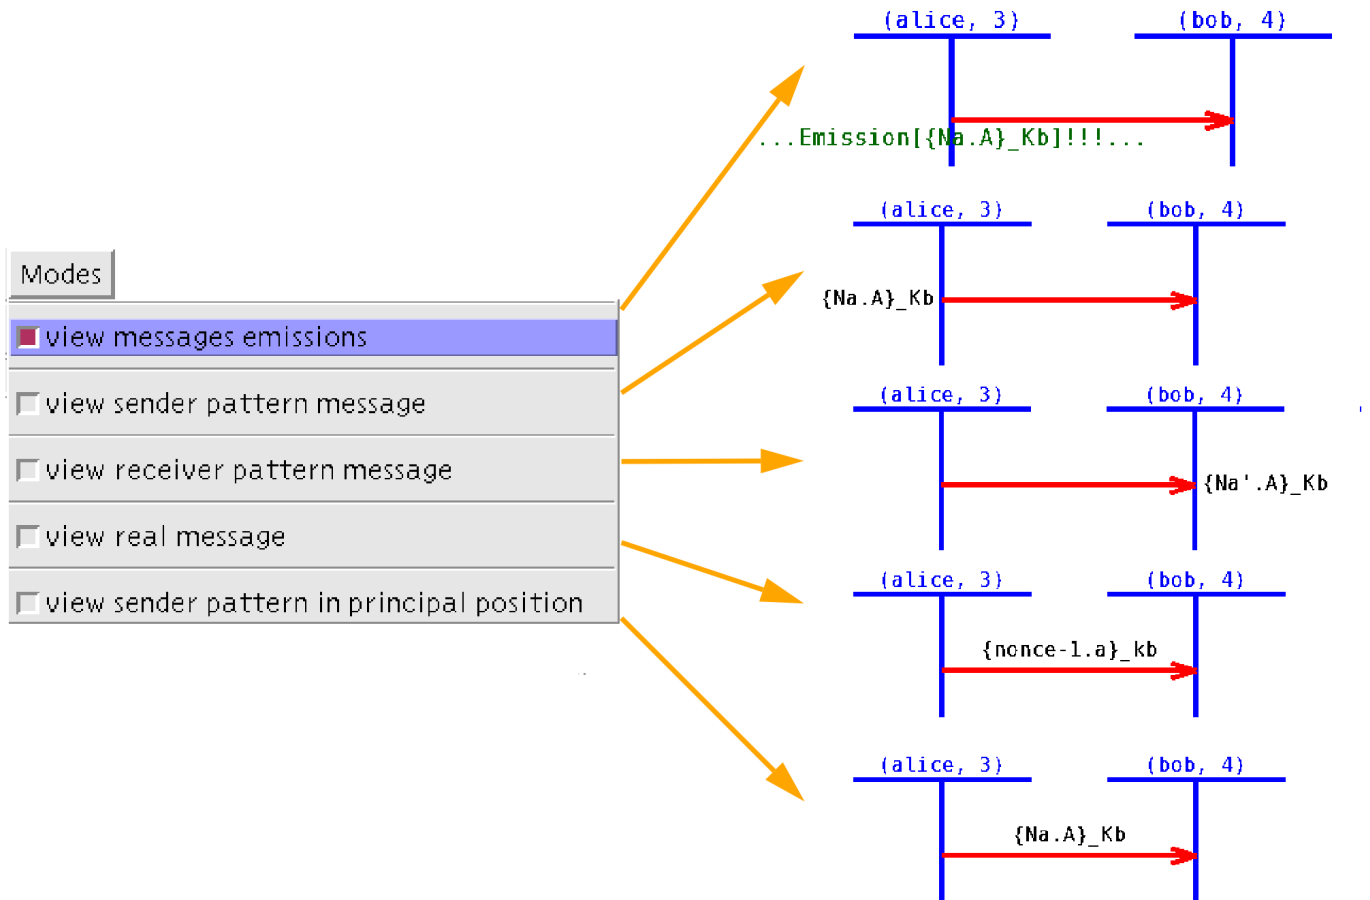 (alice, 3) (bob, 4)
...Emission[{Na.A}_Kb]!!!...
(alice, 3) (bob, 4)
{Na.A}_Kb
Modes
view messages emissions
view sender pattern message
view receiver pattern message
view real message
view sender pattern in principal position
(alice, 3) (bob, 4)
{Na'.A}_Kb
(alice, 3) (bob, 4)
{nonce-1.a}_kb
(alice, 3) (bob, 4)
{Na.A}_Kb